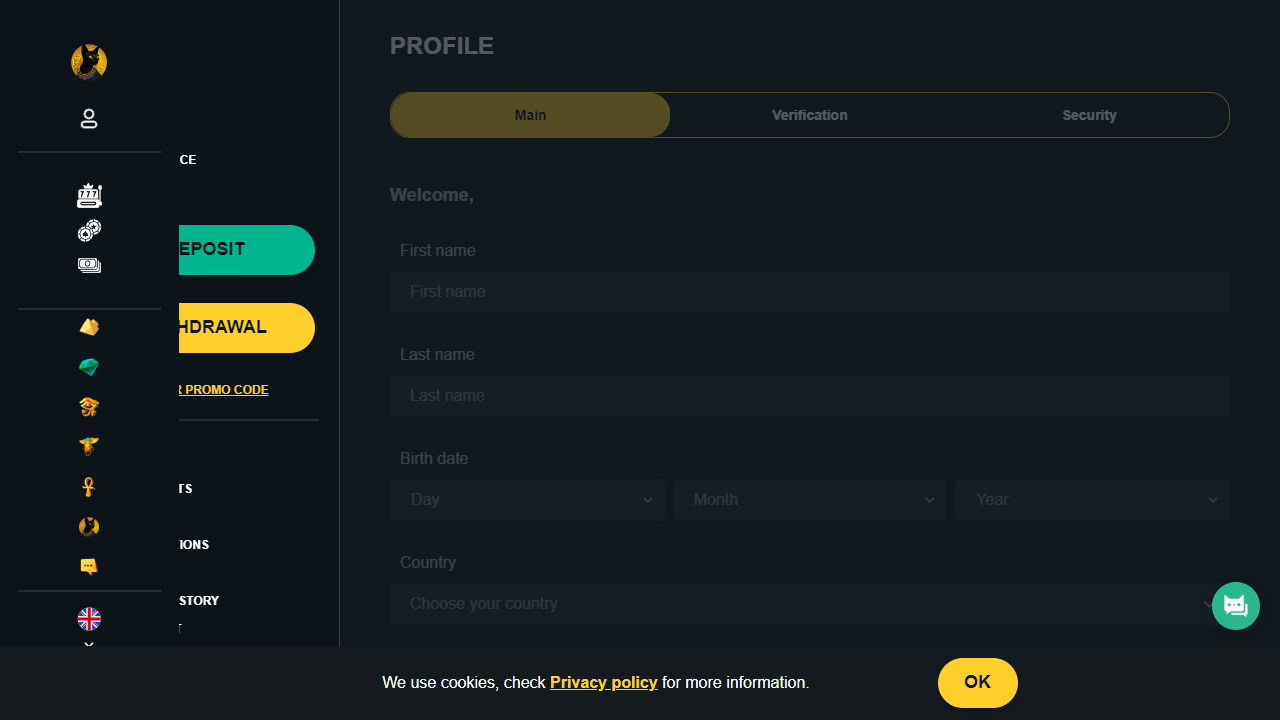 PROFILE
Main
Verification
Security
CE
Welcome,
777
EPOSIT
First name
First name
HDRAWAL
Last name
R PROMO CODE
Last name
Birth date
TS
Day
Month
Year
IONS
Country
STORY
Choose your country
T
We use cookies, check Privacy policy for more information.
OK